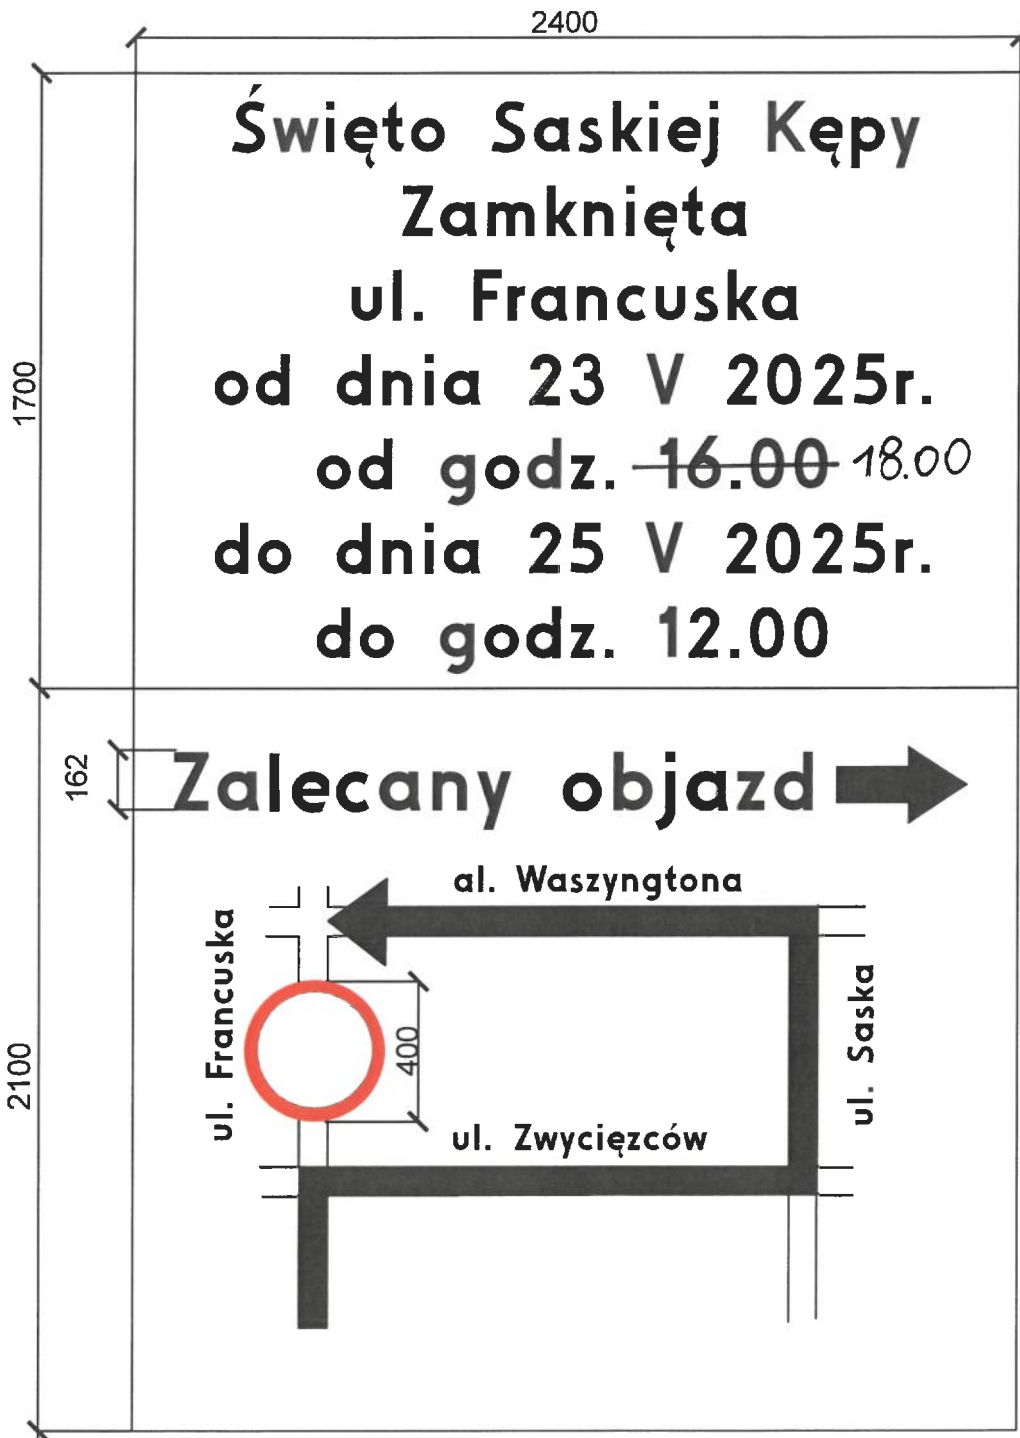 2400
Święto Saskiej Kępy
Zamknięta
ul. Francuska
od dnia 23 V 2025r.
od godz. 16.00 18.00
do dnia 25 V 2025r.
do godz. 12.00
1700
Zalecany objazd
162
al. Waszyngtona
ul. Francuska
400
ul. Saska
ul. Zwycięzców
2100